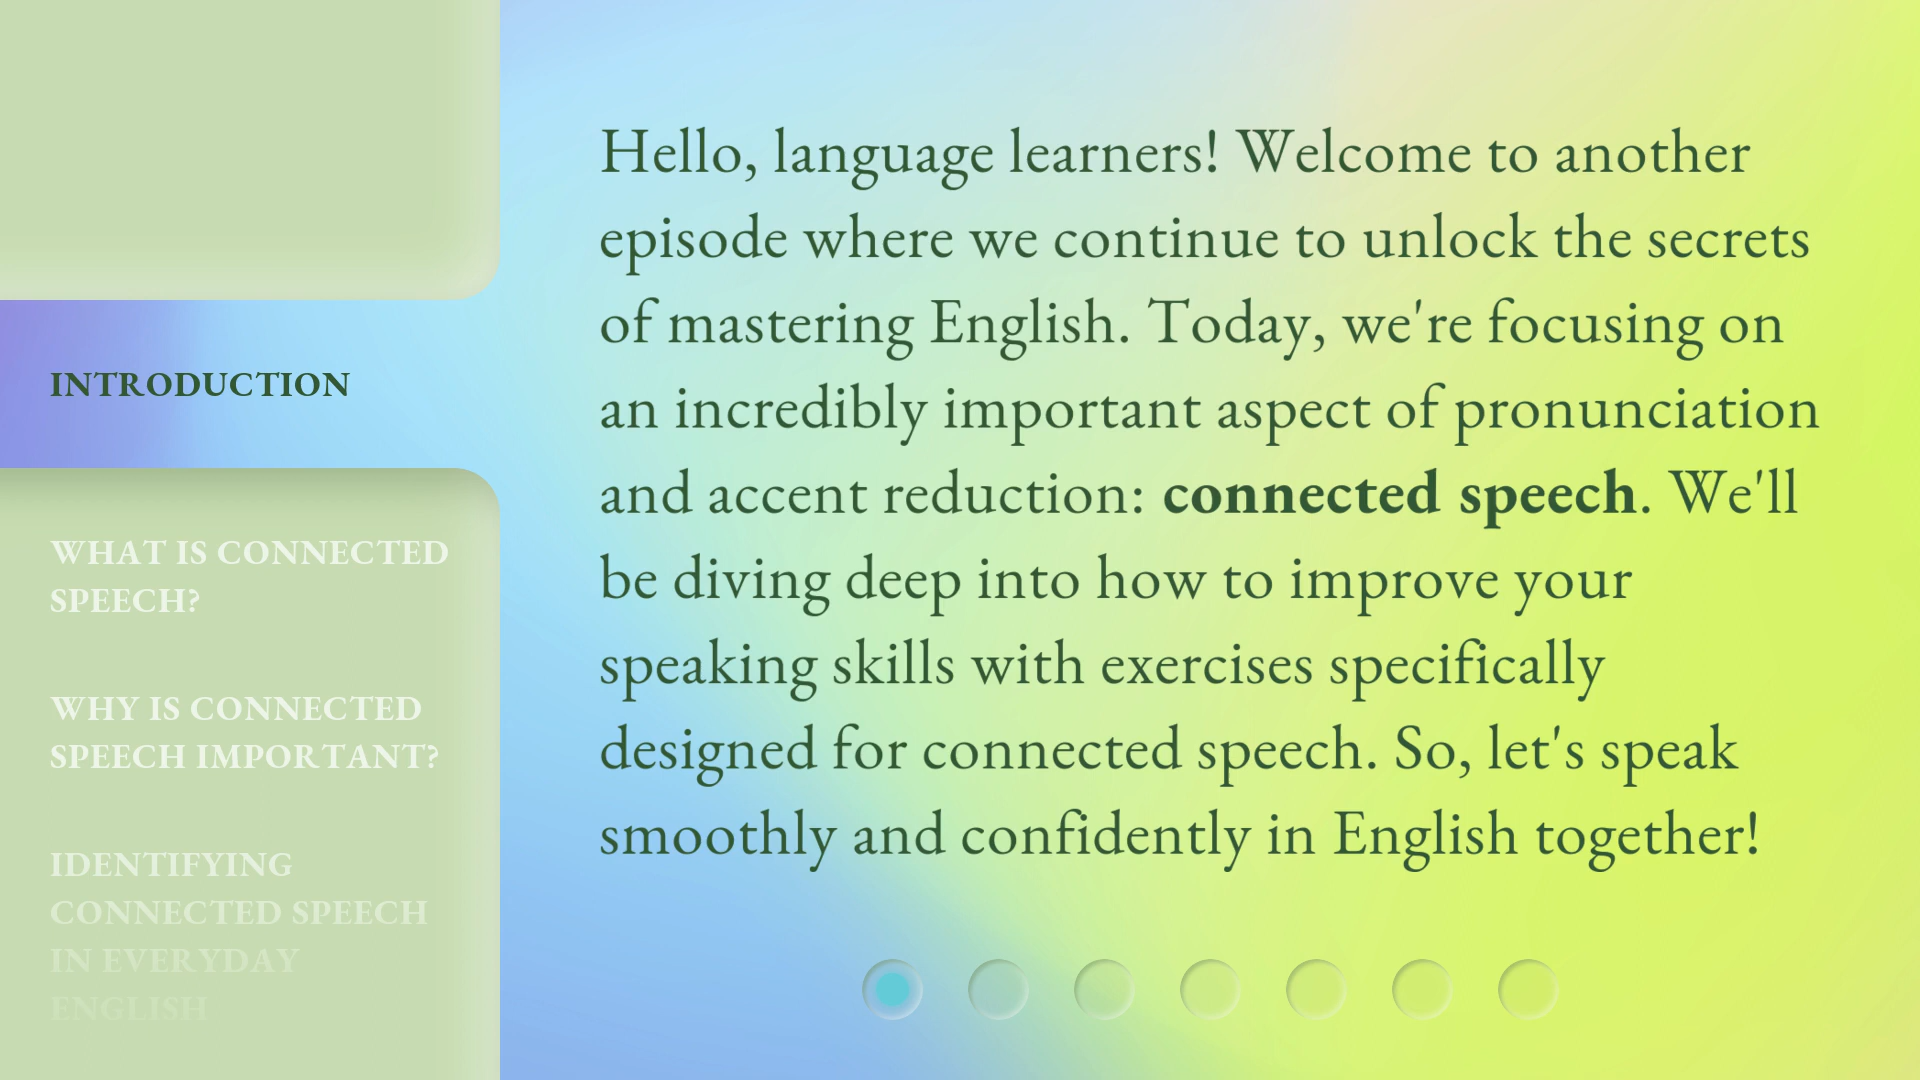 INTRODUCTION
WHAT IS CONNECTED
SPEECH?
WHY IS CONNECTED
SPEECH IMPORTANT?
IDENTIFYING
CONNECTED SPEECH
IN EVERYDAY
ENGLISH
Hello, language learners! Welcome to another
episode where we continue to unlock the secrets
of mastering English. Today, we're focusing on
an incredibly important aspect of pronunciation
and accent reduction: connected speech. We'll
be diving deep into how to improve your
speaking skills with exercises specifically
designed for connected speech. So, let's speak
smoothly and confidently in English together!